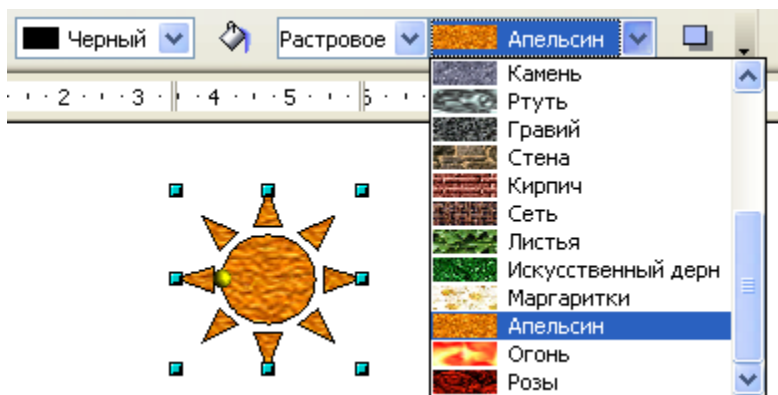 Черный Растровое Апельсин
2 3 4 5 6
Камень
Ртуть
Гравий
Стена
Кирпич
Сеть
Листья
Искусственный дерн
Маргаритки
Апельсин
Огонь
Розы